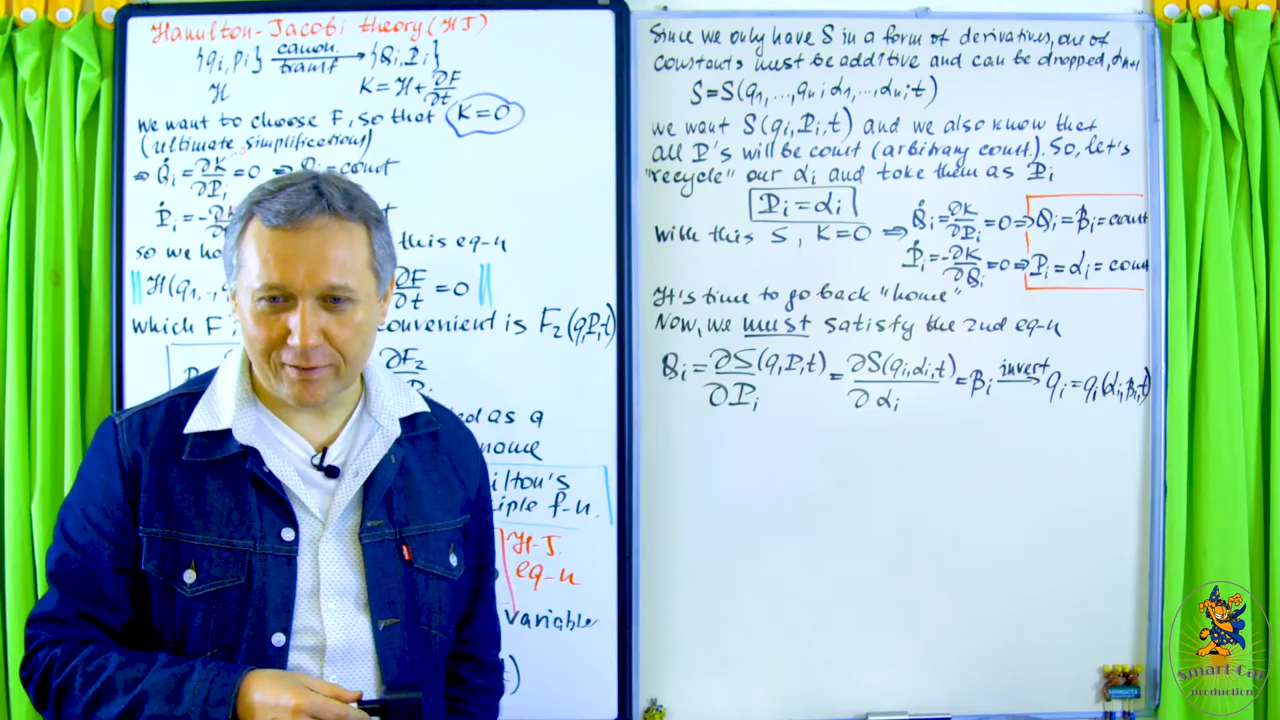 Hamilton-Jacobi theory (HJ)
{qi, pi} canon. transf → {Qi, Pi}
H K = H + ∂F/∂t
we want to choose F, so that K=0
(ultimate simplification)
⇒ Q̇i = ∂K/∂Pi = 0 ⇒ Qi = const
Ṗi = -
so we this eq-n
H(q1, ∂F/∂t = 0
which F convenient is F2(q,P,t)
∂F2
as a
name
Hamilton's
f-n.
H-J.
eq-n
variable
Since we only have S in a form of derivatives, one of
constants must be additive and can be dropped, αn+1
S=S(q1,...,qn; α1,...,αn; t)
we want S(qi, Pi, t) and we also know that
all P's will be const (arbitrary const.). So, let's
"recycle" our αi and take them as Pi
Pi = αi
With this S, K=0 ⇒ Q̇i = ∂K/∂Pi = 0 ⇒ Qi = βi = const
Ṗi = -∂K/∂Qi = 0 ⇒ Pi = αi = const
It's time to go back "home"
Now, we must satisfy the 2nd eq-n
Qi = ∂S(q,P,t)/∂Pi = ∂S(qi,αi,t)/∂αi = βi invert → qi = qi(αi,βi,t)
Smart Cat
production